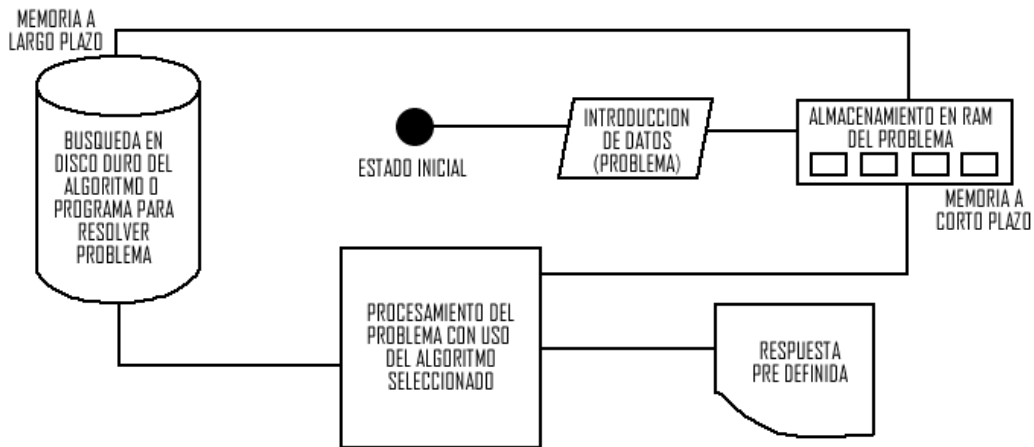 MEMORIA A
LARGO PLAZO
BUSQUEDA EN
DISCO DURO DEL
ALGORITMO O
PROGRAMA PARA
RESOLVER
PROBLEMA
ESTADO INICIAL
INTRODUCCION
DE DATOS
(PROBLEMA)
ALMACENAMIENTO EN RAM
DEL PROBLEMA
MEMORIA A
CORTO PLAZO
PROCESAMIENTO DEL
PROBLEMA CON USO
DEL ALGORITMO
SELECCIONADO
RESPUESTA
PRE DEFINIDA